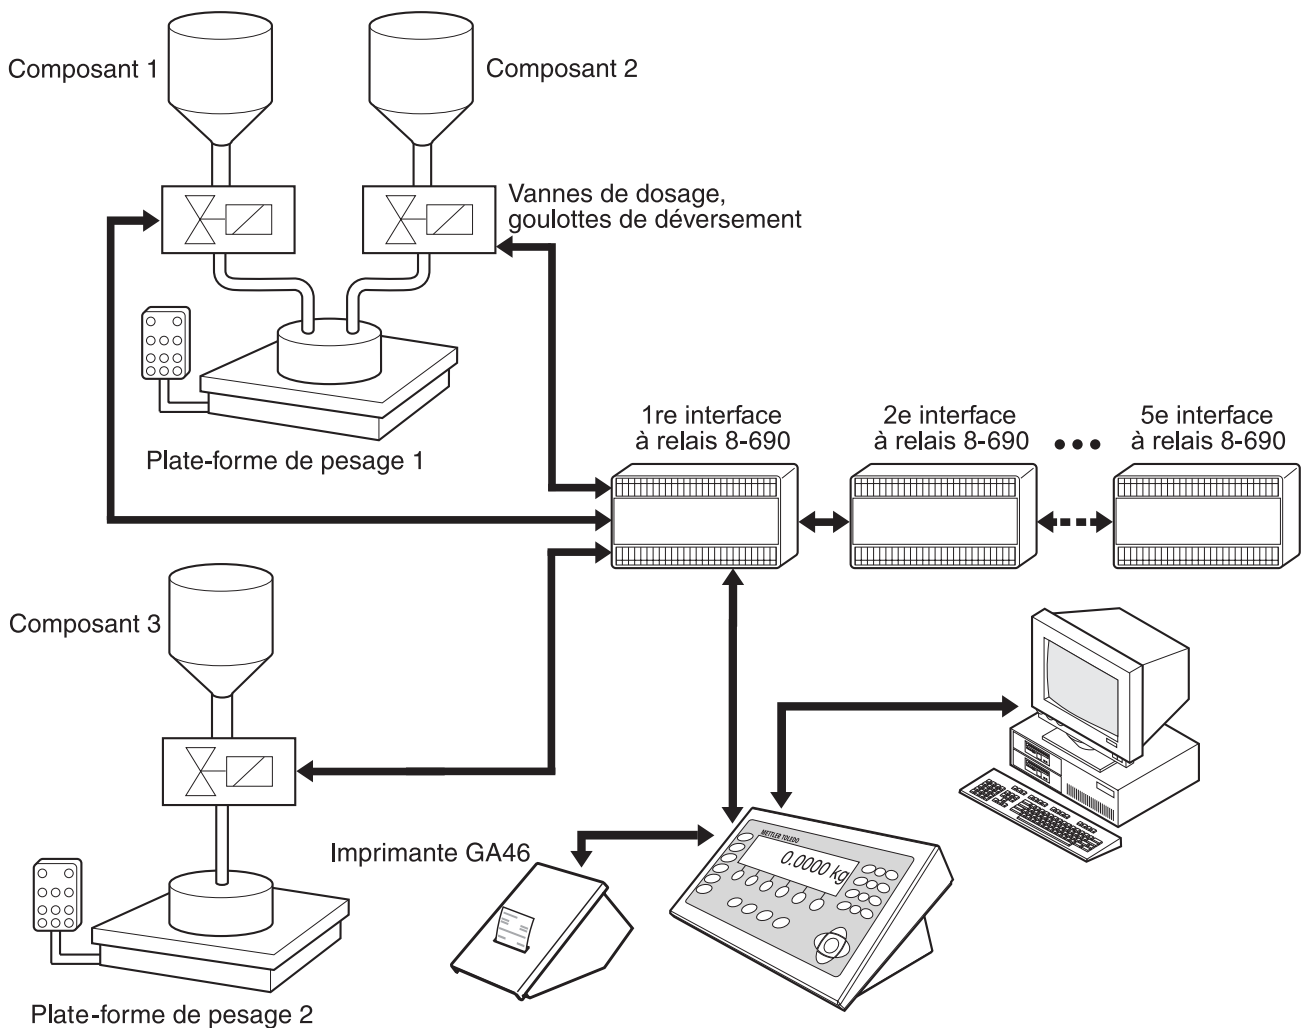 Composant 1
Composant 2
Vannes de dosage,
goulottes de déversement
Plate-forme de pesage 1
1re interface
à relais 8-690
2e interface
à relais 8-690
5e interface
à relais 8-690
Composant 3
Imprimante GA46
METTLER TOLEDO
0.0000 kg
Plate-forme de pesage 2